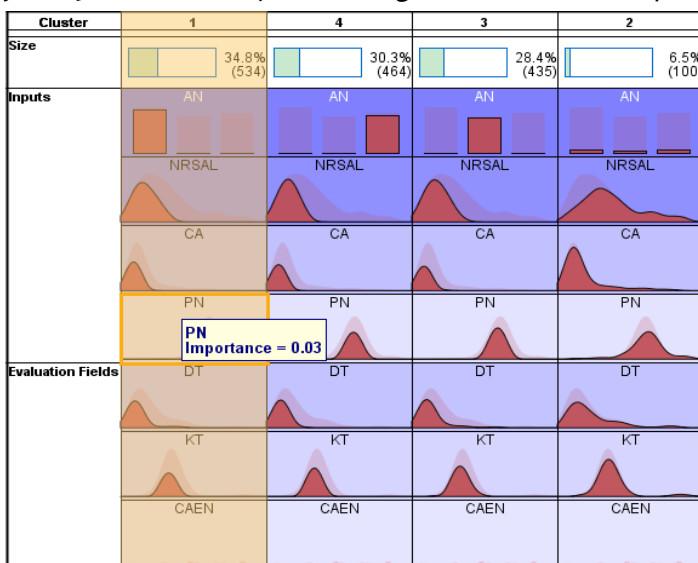 Cluster 1 4 3 2
Size
34.8% 30.3% 28.4% 6.5%
(534) (464) (435) (100
Inputs AN AN AN AN
NRSAL NRSAL NRSAL NRSAL
CA CA CA CA
PN PN PN PN
PN
Importance = 0.03
Evaluation Fields DT DT DT DT
KT KT KT KT
CAEN CAEN CAEN CAEN